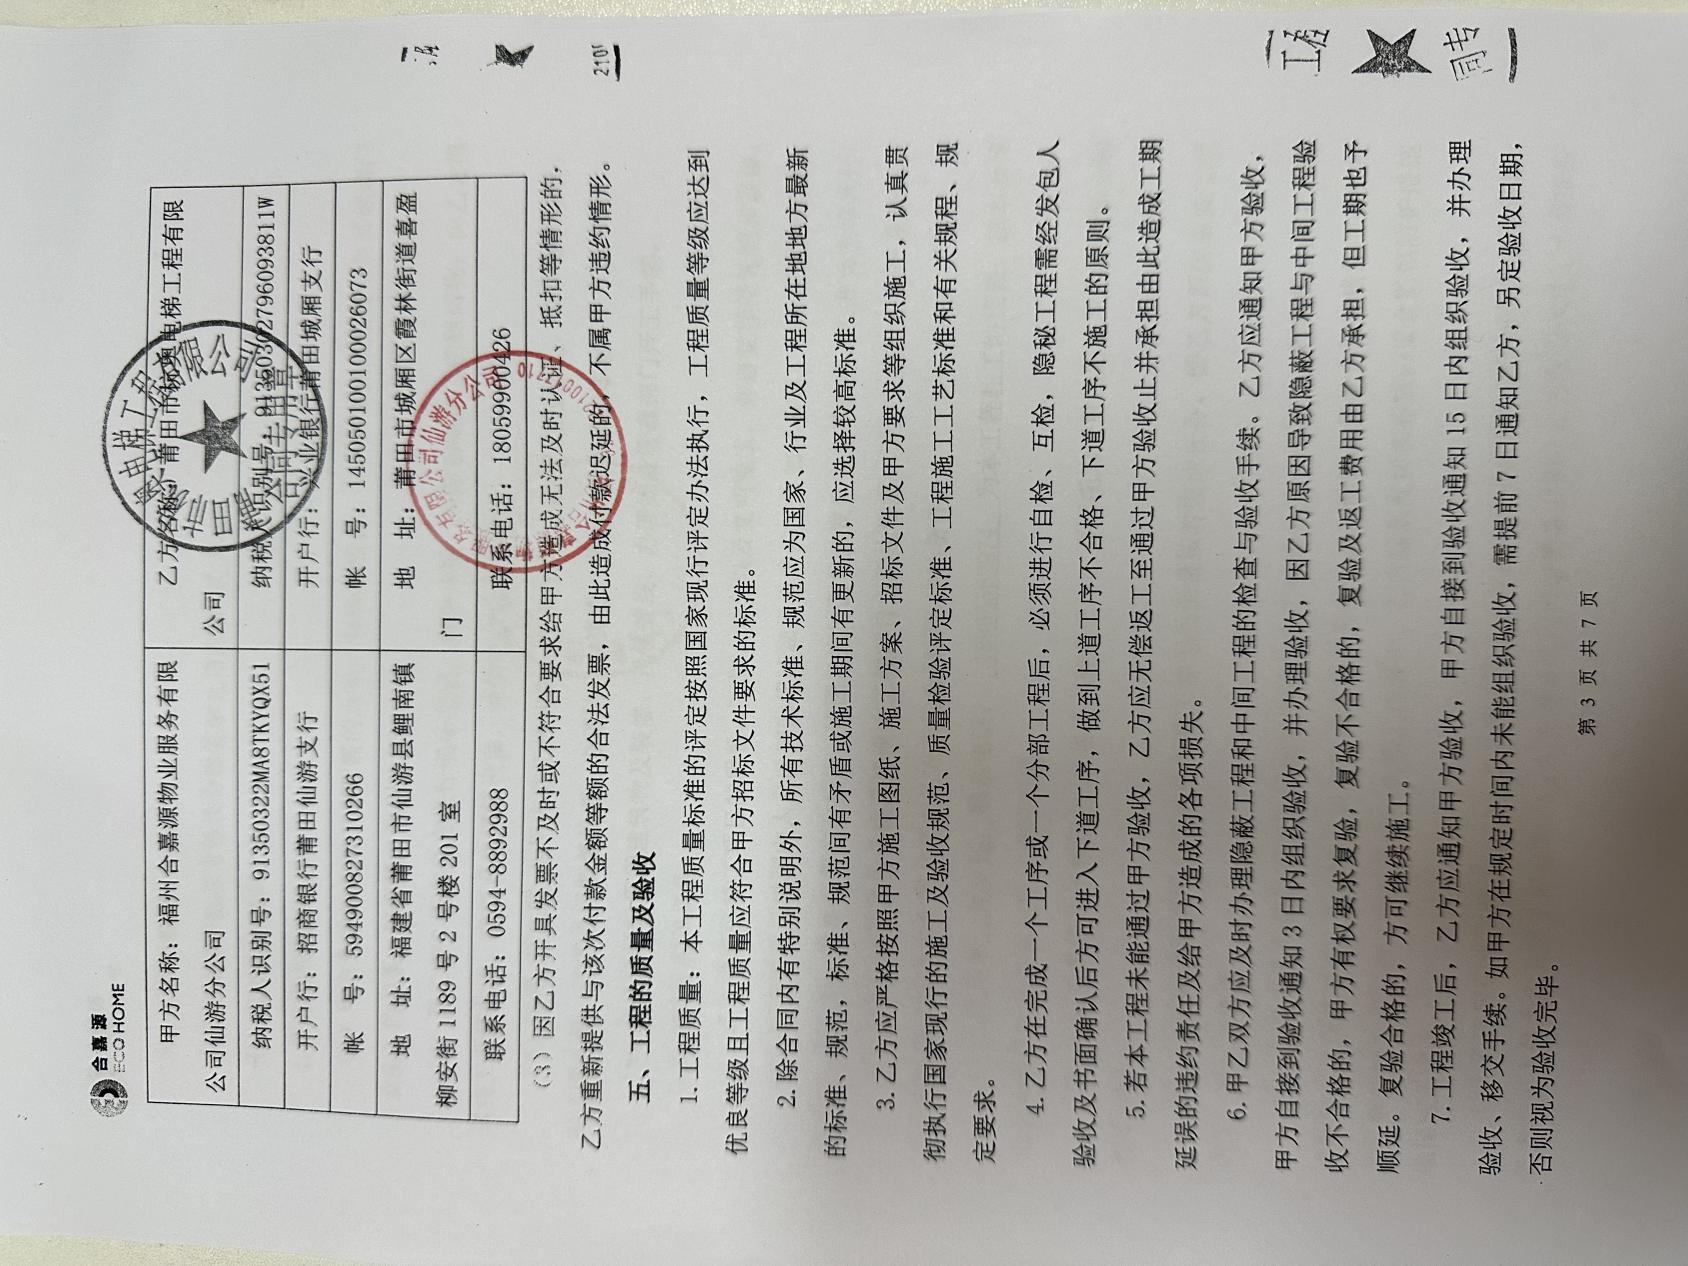 合嘉源
ECO HOME
甲方名称：福州合嘉源物业服务有限公司仙游分公司
乙方名称：莆田市 奥电梯工程有限公司
纳税人识别号：91350322MA8TKYQX51
纳税人识别号：91350302796093811W
开户行：招商银行莆田仙游支行
开户行：兴业银行莆田城厢支行
帐 号：594900827310266
帐 号：145050100100026073
地 址：福建省莆田市仙游县鲤南镇柳安街1189号2号楼201室
地 址：莆田市城厢区霞林街道喜盈门
联系电话：0594-8892988
联系电话：18059900426
（3）因乙方开具发票不及时或不符合要求给甲方造成无法及时认证、抵扣等情形的，
乙方重新提供与该次付款金额等额的合法发票，由此造成付款迟延的，不属甲方违约情形。
五、工程的质量及验收
1.工程质量：本工程质量标准的评定按照国家现行评定办法执行，工程质量等级应达到
优良等级且工程质量应符合甲方招标文件要求的标准。
2.除合同内有特别说明外，所有技术标准、规范应为国家、行业及工程所在地地方最新
的标准、规范，标准、规范间有矛盾或施工期间有更新的，应选择较高标准。
3.乙方应严格按照甲方施工图纸、施工方案、招标文件及甲方要求等组织施工，认真贯
彻执行国家现行的施工及验收规范、质量检验评定标准、工程施工工艺标准和有关规程、规
定要求。
4.乙方在完成一个工序或一个分部工程后，必须进行自检、互检，隐秘工程需经发包人
验收及书面确认后方可进入下道工序，做到上道工序不合格、下道工序不施工的原则。
5.若本工程未能通过甲方验收，乙方应无偿返工至通过甲方验收止并承担由此造成工期
延误的违约责任及给甲方造成的各项损失。
6.甲乙双方应及时办理隐蔽工程和中间工程的检查与验收手续。乙方应通知甲方验收，
甲方自接到验收通知3日内组织验收，并办理验收，因乙方原因导致隐蔽工程与中间工程验
收不合格的，甲方有权要求复验，复验不合格的，复验及返工费用由乙方承担，但工期也予
顺延。复验合格的，方可继续施工。
7.工程竣工后，乙方应通知甲方验收，甲方自接到验收通知15日内组织验收，并办理
验收、移交手续。如甲方在规定时间内未能组织验收，需提前7日通知乙方，另定验收日期，
否则视为验收完毕。
第 3 页 共 7 页
电梯工程有限公司
合同专用章
公司仙游分公司
工程
同专